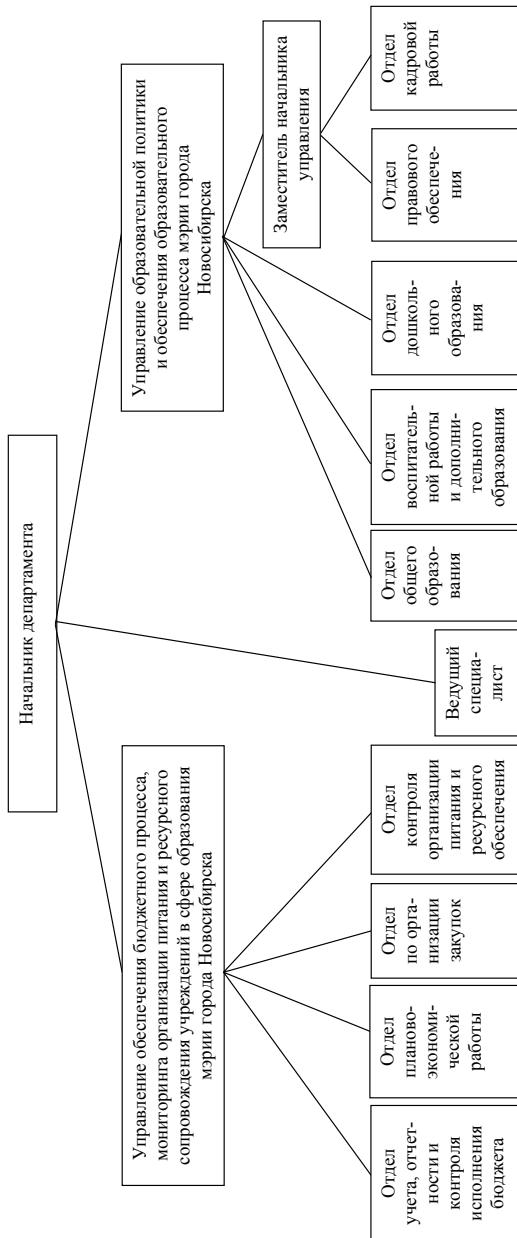 Начальник департамента
Управление обеспечения бюджетного процесса,
мониторинга организации питания и ресурсного
сопровождения учреждений в сфере образования
мэрии города Новосибирска
Управление образовательной политики
и обеспечения образовательного
процесса мэрии города
Новосибирска
Заместитель начальника
управления
Отдел
учета, отчет-
ности и
контроля
исполнения
бюджета
Отдел
планово-
экономи-
ческой
работы
Отдел
по орга-
низации
закупок
Отдел
контроля
организации
питания и
ресурсного
обеспечения
Ведущий
специа-
лист
Отдел
общего
образо-
вания
Отдел
воспитатель-
ной работы
и дополни-
тельного
образования
Отдел
дошколь-
ного
образова-
ния
Отдел
правового
обеспече-
ния
Отдел
кадровой
работы